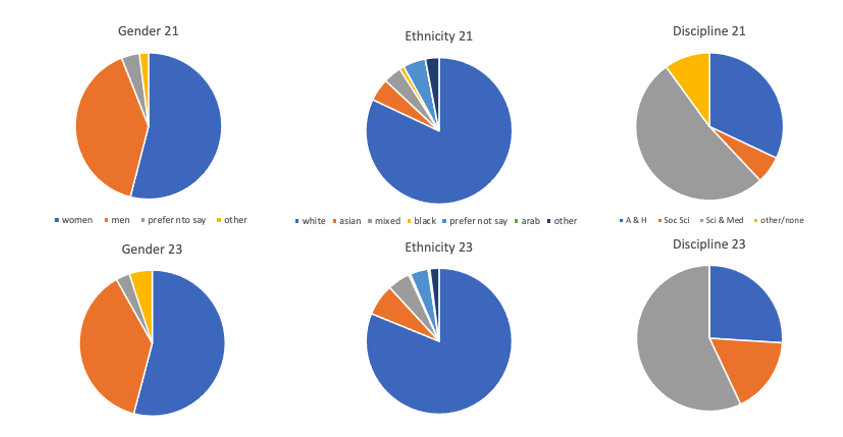 Gender 21
Ethnicity 21
Discipline 21
women men prefer nto say other
white asian mixed black prefer not say arab other
A & H Soc Sci Sci & Med other/none
Gender 23
Ethnicity 23
Discipline 23